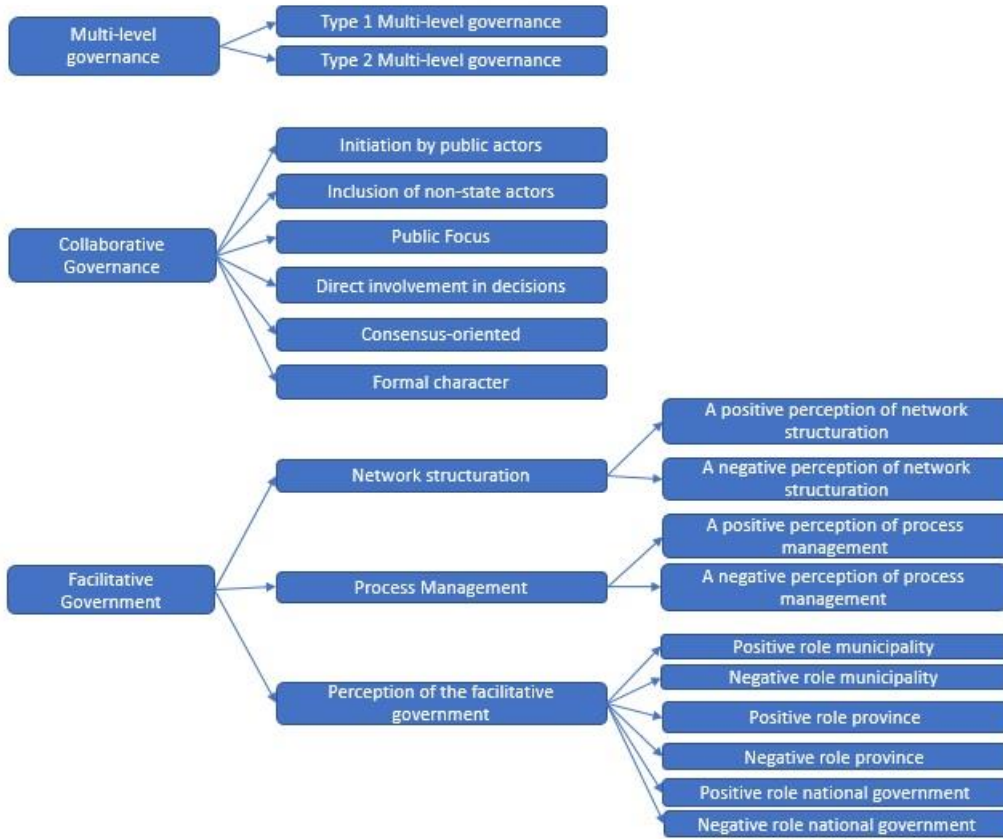 Multi-level
governance
Type 1 Multi-level governance
Type 2 Multi-level governance
Collaborative
Governance
Initiation by public actors
Inclusion of non-state actors
Public Focus
Direct involvement in decisions
Consensus-oriented
Formal character
Facilitative
Government
Network structuration
A positive perception of network
structuration
A negative perception of network
structuration
Process Management
A positive perception of process
management
A negative perception of process
management
Perception of the facilitative
government
Positive role municipality
Negative role municipality
Positive role province
Negative role province
Positive role national government
Negative role national government